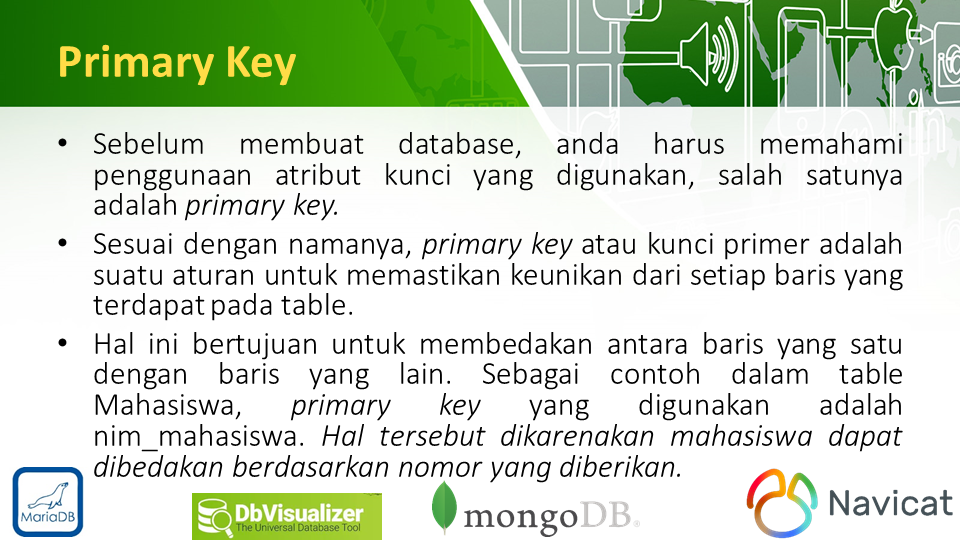 Primary Key
• Sebelum membuat database, anda harus memahami
penggunaan atribut kunci yang digunakan, salah satunya
adalah primary key.
• Sesuai dengan namanya, primary key atau kunci primer adalah
suatu aturan untuk memastikan keunikan dari setiap baris yang
terdapat pada table.
• Hal ini bertujuan untuk membedakan antara baris yang satu
dengan baris yang lain. Sebagai contoh dalam table
Mahasiswa, primary key yang digunakan adalah
nim_mahasiswa. Hal tersebut dikarenakan mahasiswa dapat
dibedakan berdasarkan nomor yang diberikan.
MariaDB
DbVisualizer
The Universal Database Tool
mongoDB®
Navicat